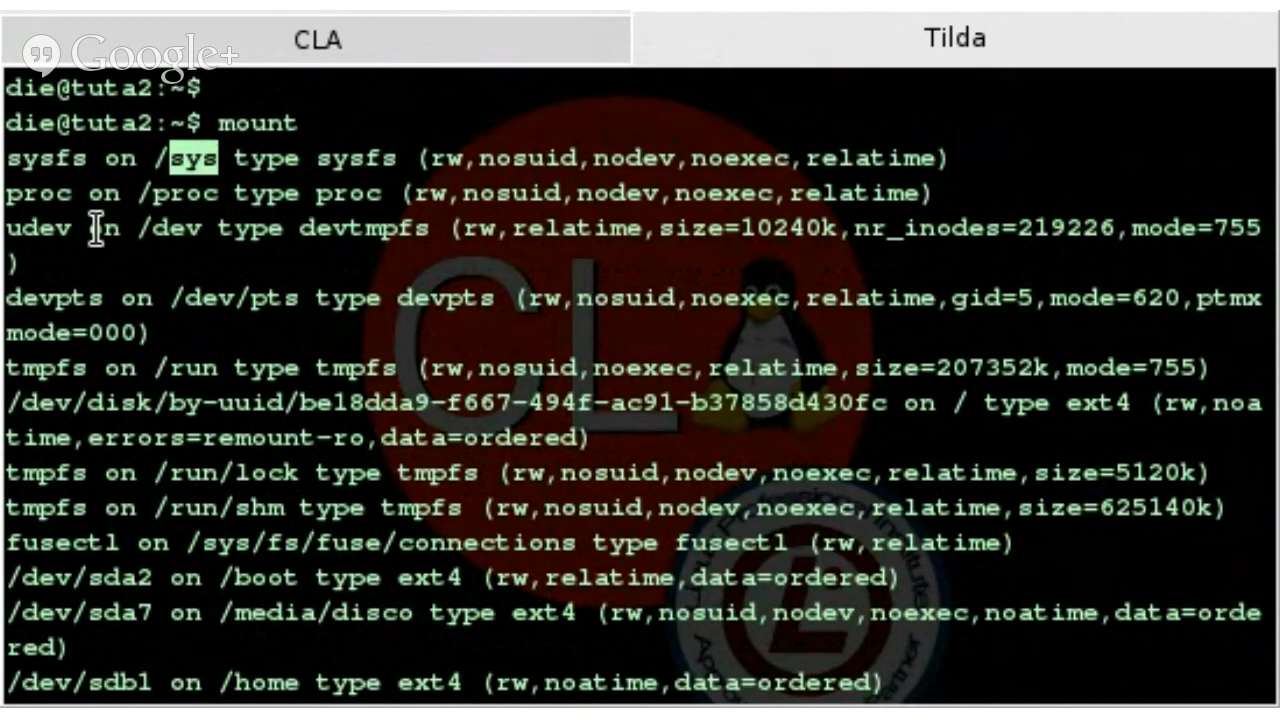 CLA
Tilda
Google+
die@tuta2:~$
die@tuta2:~$ mount
sysfs on /sys type sysfs (rw,nosuid,nodev,noexec,relatime)
proc on /proc type proc (rw,nosuid,nodev,noexec,relatime)
udev on /dev type devtmpfs (rw,relatime,size=10240k,nr_inodes=219226,mode=755
)
devpts on /dev/pts type devpts (rw,nosuid,noexec,relatime,gid=5,mode=620,ptmx
mode=000)
tmpfs on /run type tmpfs (rw,nosuid,noexec,relatime,size=207352k,mode=755)
/dev/disk/by-uuid/be18dda9-f667-494f-ac91-b37858d430fc on / type ext4 (rw,noa
time,errors=remount-ro,data=ordered)
tmpfs on /run/lock type tmpfs (rw,nosuid,nodev,noexec,relatime,size=5120k)
tmpfs on /run/shm type tmpfs (rw,nosuid,nodev,noexec,relatime,size=625140k)
fusectl on /sys/fs/fuse/connections type fusectl (rw,relatime)
/dev/sda2 on /boot type ext4 (rw,relatime,data=ordered)
/dev/sda7 on /media/disco type ext4 (rw,nosuid,nodev,noexec,noatime,data=orde
red)
/dev/sdb1 on /home type ext4 (rw,noatime,data=ordered)
CL